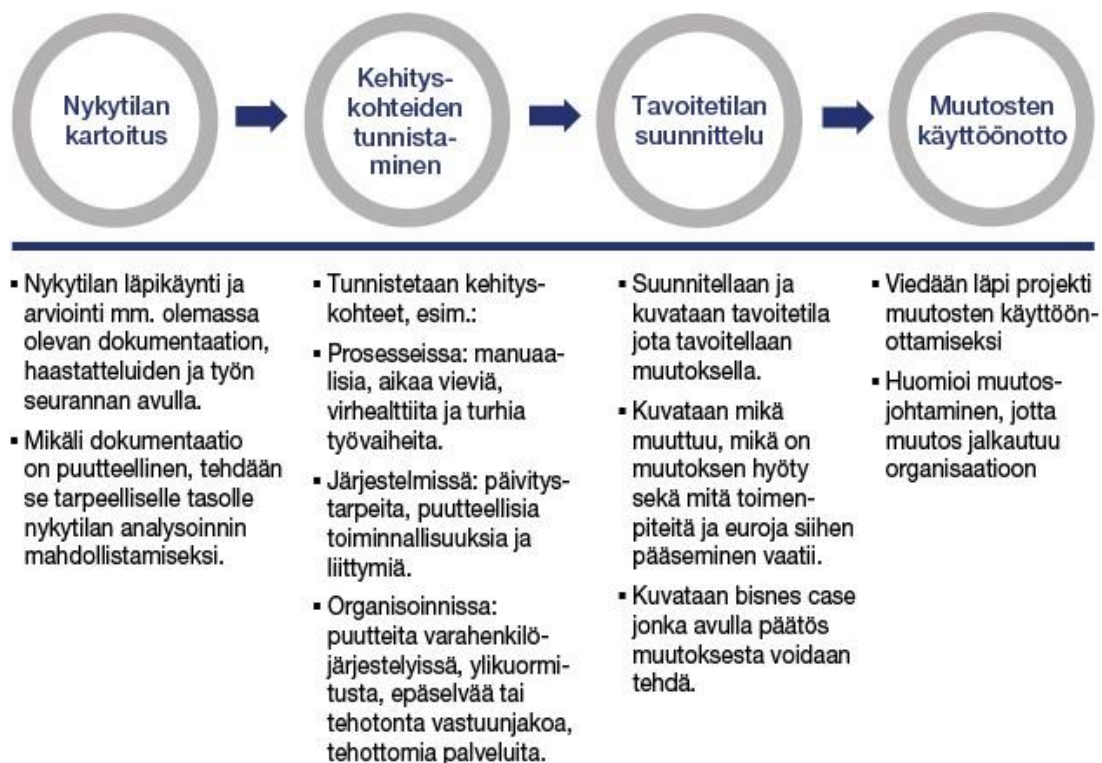 Nykytilan
kartoitus
Kehitys-
kohteiden
tunnista-
minen
Tavoitetilan
suunnittelu
Muutosten
käyttöönotto
▪ Nykytilan läpikäynti ja
arviointi mm. olemassa
olevan dokumentaation,
haastatteluiden ja työn
seurannan avulla.
▪ Mikäli dokumentaatio
on puutteellinen, tehdään
se tarpeelliselle tasolle
nykytilan analysoinnin
mahdollistamiseksi.
▪ Tunnistetaan kehitys-
kohteet, esim.:
▪ Prosesseissa: manuaa-
lisia, aikaa vieviä,
virhealttiita ja turhia
työvaiheita.
▪ Järjestelmissä: päivitys-
tarpeita, puutteellisia
toiminnallisuuksia ja
liittymiä.
▪ Organisoinnissa:
puutteita varahenkilö-
järjestelyissä, ylikuormi-
tusta, epäselvää tai
tehotonta vastuunjakoa,
tehottomia palveluita.
▪ Suunnitellaan ja
kuvataan tavoitetila
jota tavoitellaan
muutoksella.
▪ Kuvataan mikä
muuttuu, mikä on
muutoksen hyöty
sekä mitä toimen-
piteitä ja euroja siihen
pääseminen vaatii.
▪ Kuvataan bisnes case
jonka avulla päätös
muutoksesta voidaan
tehdä.
▪ Viedään läpi projekti
muutosten käyttöön-
ottamiseksi
▪ Huomioi muutos-
johtaminen, jotta
muutos jalkautuu
organisaatioon